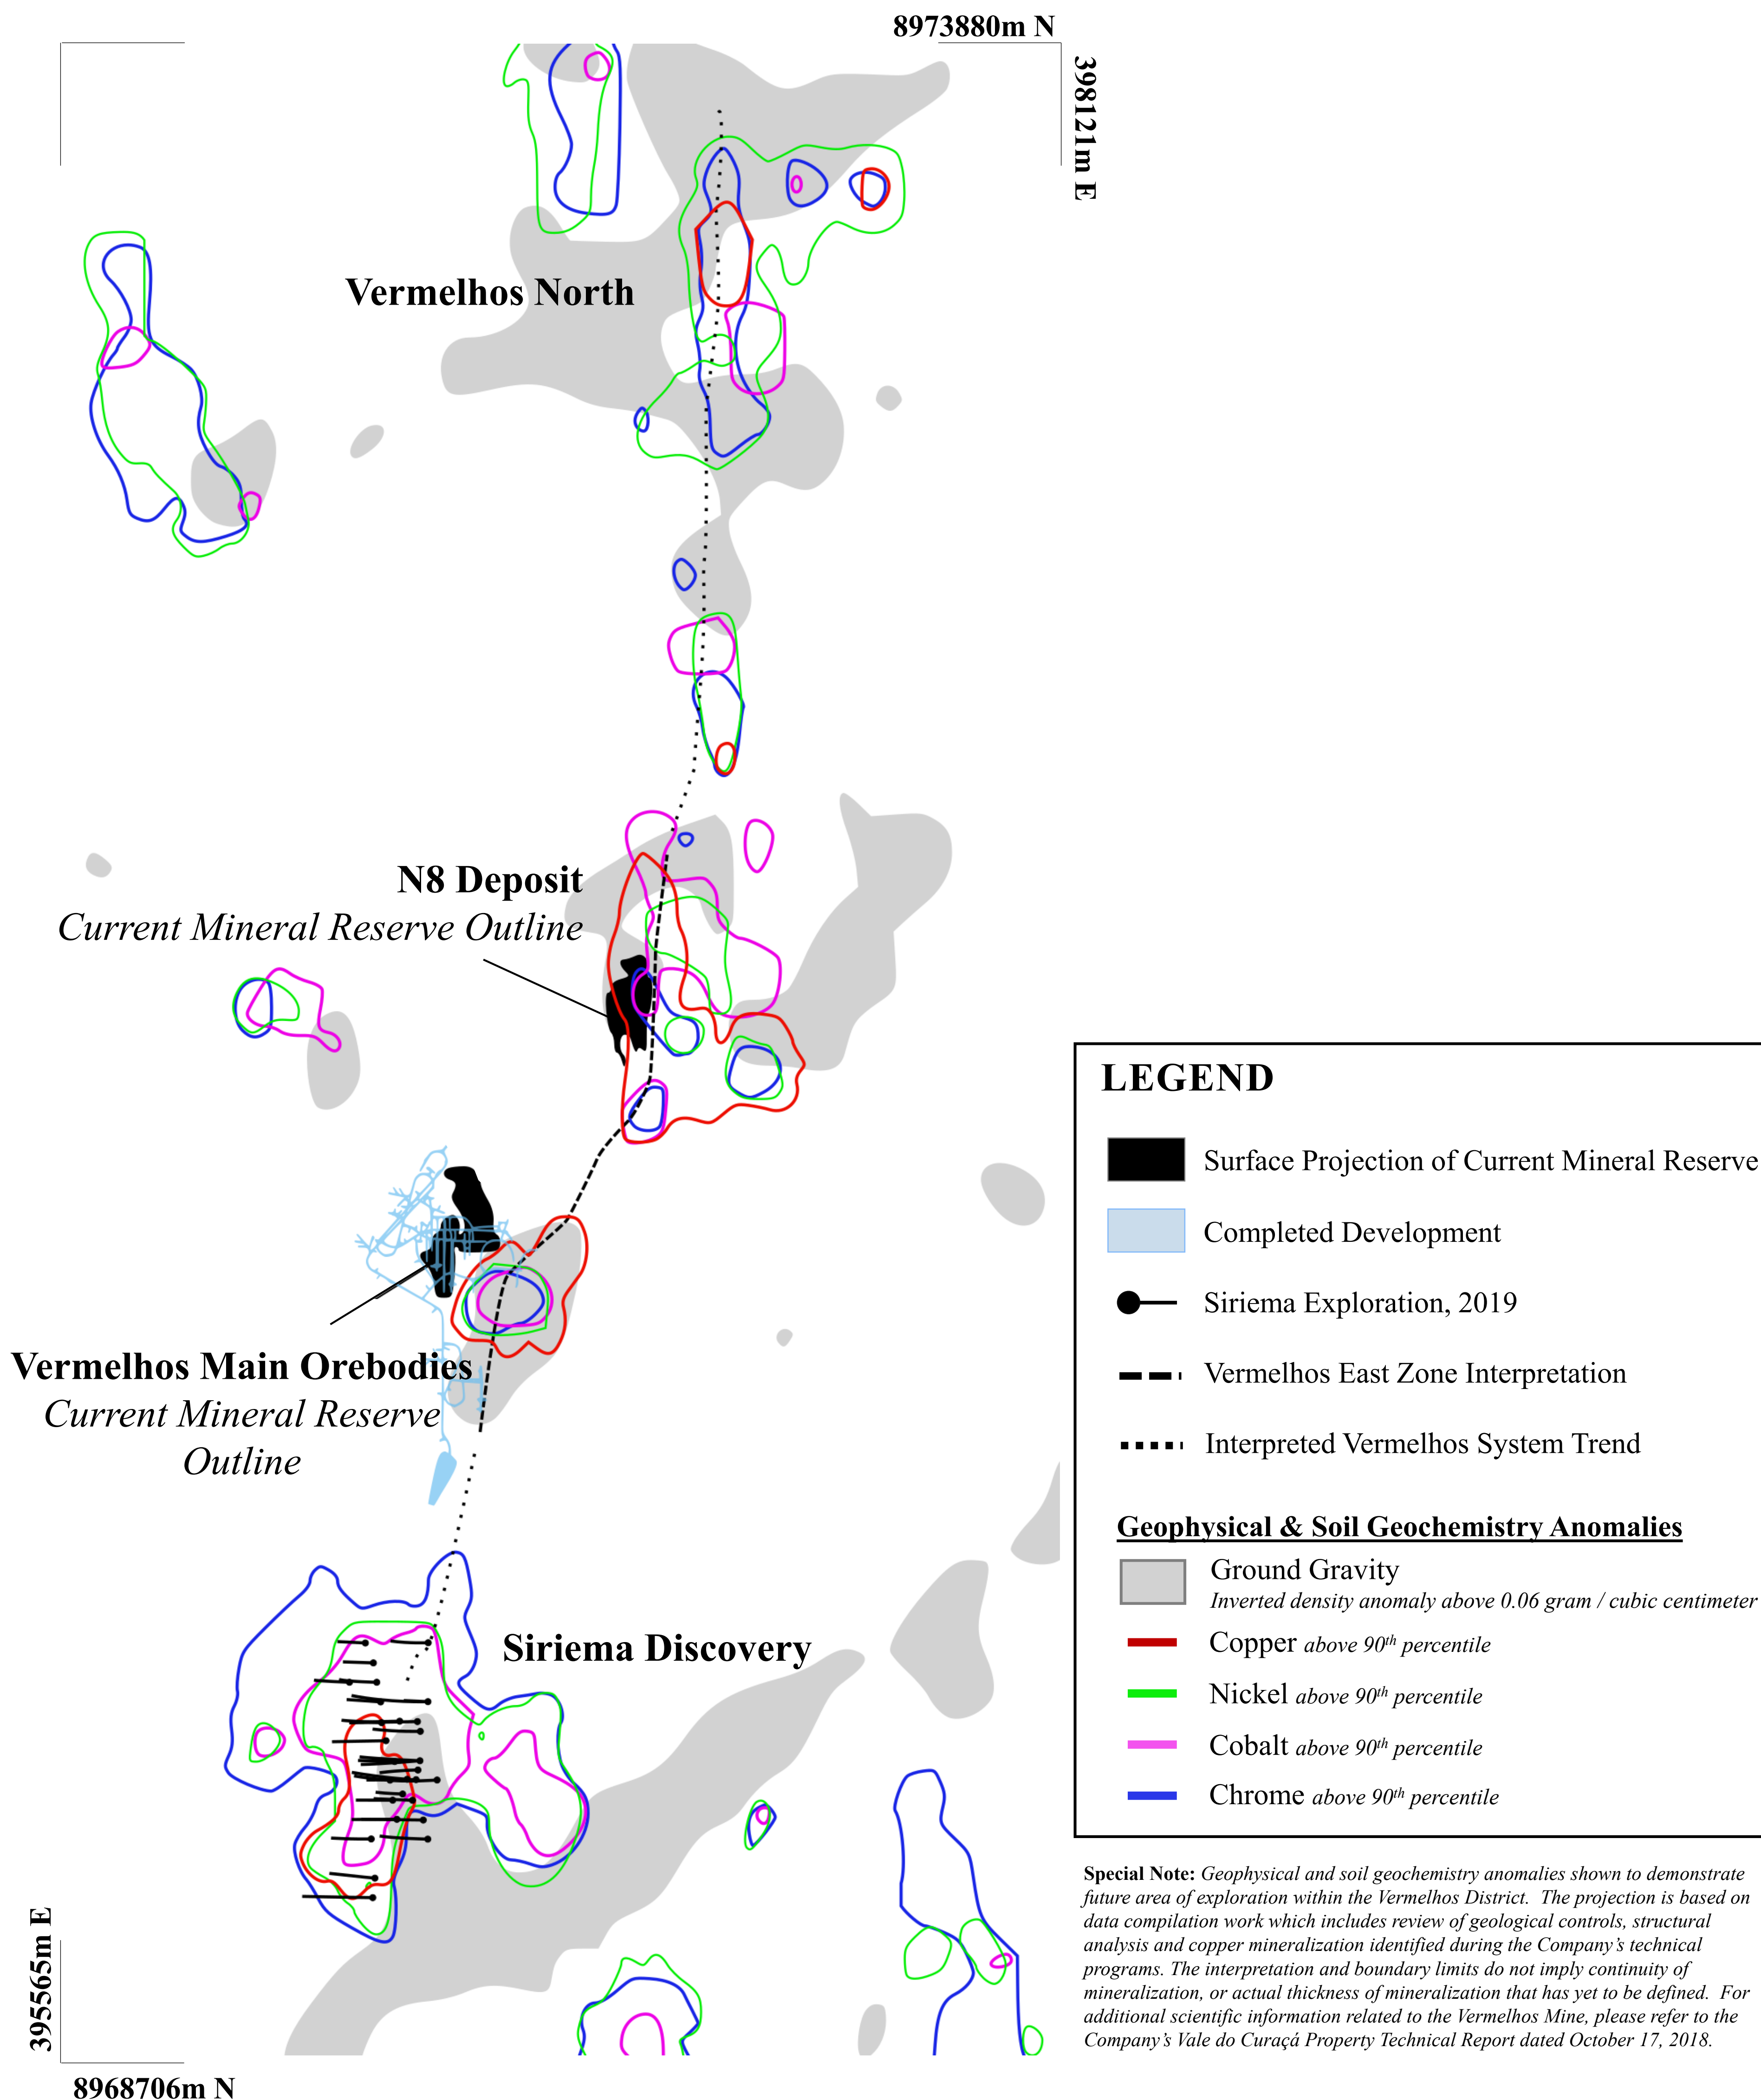 8973880m N
398121m E
Vermelhos North
N8 Deposit
Current Mineral Reserve Outline
Vermelhos Main Orebodies
Current Mineral Reserve
Outline
Siriema Discovery
395565m E
8968706m N
LEGEND
Surface Projection of Current Mineral Reserve
Completed Development
Siriema Exploration, 2019
Vermelhos East Zone Interpretation
Interpreted Vermelhos System Trend
Geophysical & Soil Geochemistry Anomalies
Ground Gravity
Inverted density anomaly above 0.06 gram / cubic centimeter
Copper above 90th percentile
Nickel above 90th percentile
Cobalt above 90th percentile
Chrome above 90th percentile
Special Note: Geophysical and soil geochemistry anomalies shown to demonstrate
future area of exploration within the Vermelhos District. The projection is based on
data compilation work which includes review of geological controls, structural
analysis and copper mineralization identified during the Company's technical
programs. The interpretation and boundary limits do not imply continuity of
mineralization, or actual thickness of mineralization that has yet to be defined. For
additional scientific information related to the Vermelhos Mine, please refer to the
Company's Vale do Curaçá Property Technical Report dated October 17, 2018.